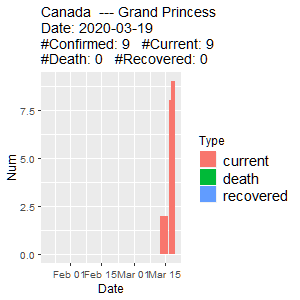 Canada --- Grand Princess
Date: 2020-03-19
#Confirmed: 9 #Current: 9
#Death: 0 #Recovered: 0
7.5
5.0
2.5
0.0
Num
Feb 01 Feb 15 Mar 01 Mar 15
Date
Type
current
death
recovered